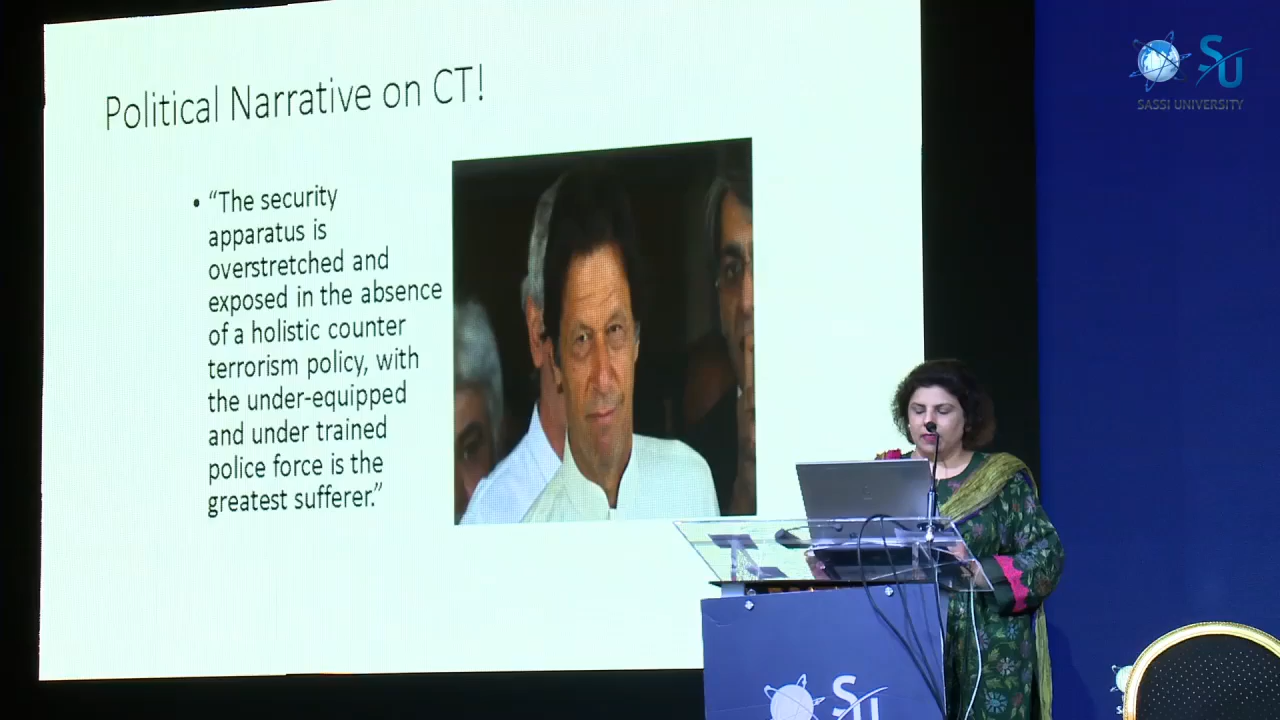 Political Narrative on CT!
• “The security
apparatus is
overstretched and
exposed in the absence
of a holistic counter
terrorism policy, with
the under-equipped
and under trained
police force is the
greatest sufferer.”
SU
SASSI UNIVERSITY
SU